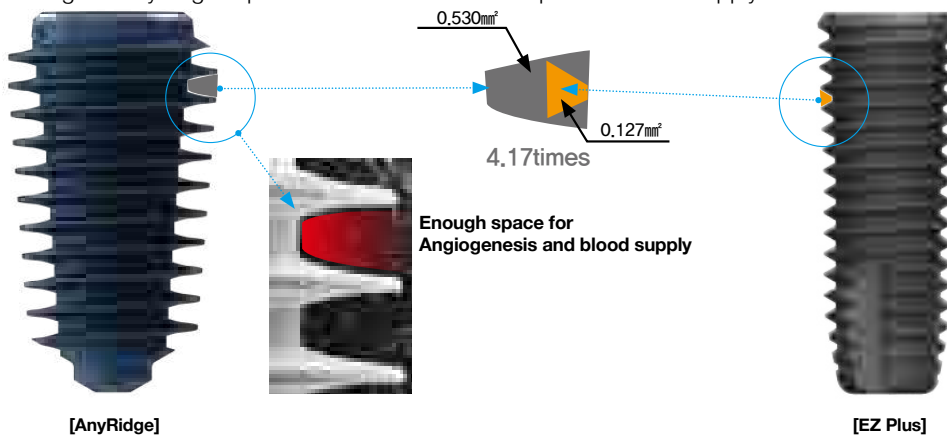 0.530㎟
0.127㎟
4.17times
Enough space for
Angiogenesis and blood supply
[AnyRidge]
[EZ Plus]